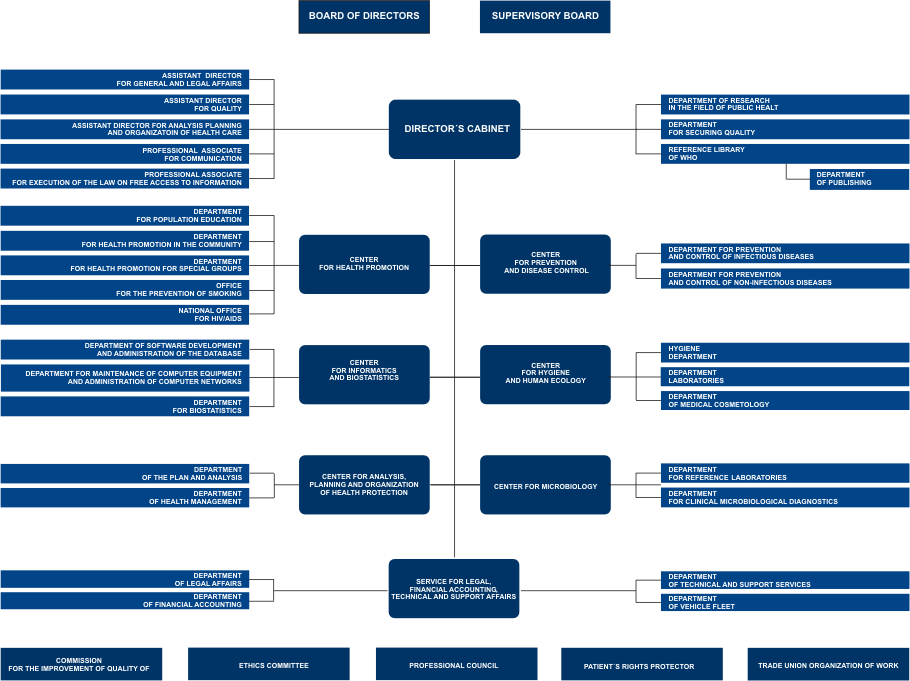 BOARD OF DIRECTORS
SUPERVISORY BOARD
ASSISTANT DIRECTOR
FOR GENERAL AND LEGAL AFFAIRS
ASSISTANT DIRECTOR
FOR QUALITY
ASSISTANT DIRECTOR FOR ANALYSIS PLANNING
AND ORGANIZATOIN OF HEALTH CARE
PROFESSIONAL ASSOCIATE
FOR COMMUNICATION
PROFESSIONAL ASSOCIATE
FOR EXECUTION OF THE LAW ON FREE ACCESS TO INFORMATION
DIRECTOR´S CABINET
DEPARTMENT OF RESEARCH
IN THE FIELD OF PUBLIC HEALT
DEPARTMENT
FOR SECURING QUALITY
REFERENCE LIBRARY
OF WHO
DEPARTMENT
OF PUBLISHING
DEPARTMENT
FOR POPULATION EDUCATION
DEPARTMENT
FOR HEALTH PROMOTION IN THE COMMUNITY
DEPARTMENT
FOR HEALTH PROMOTION FOR SPECIAL GROUPS
OFFICE
FOR THE PREVENTION OF SMOKING
NATIONAL OFFICE
FOR HIV/AIDS
CENTER
FOR HEALTH PROMOTION
CENTER
FOR PREVENTION
AND DISEASE CONTROL
DEPARTMENT FOR PREVENTION
AND CONTROL OF INFECTIOUS DISEASES
DEPARTMENT FOR PREVENTION
AND CONTROL OF NON-INFECTIOUS DISEASES
DEPARTMENT OF SOFTWARE DEVELOPMENT
AND ADMINISTRATION OF THE DATABASE
DEPARTMENT FOR MAINTENANCE OF COMPUTER EQUIPMENT
AND ADMINISTRATION OF COMPUTER NETWORKS
DEPARTMENT
FOR BIOSTATISTICS
CENTER
FOR INFORMATICS
AND BIOSTATISTICS
CENTER
FOR HYGIENE
AND HUMAN ECOLOGY
HYGIENE
DEPARTMENT
DEPARTMENT
LABORATORIES
DEPARTMENT
OF MEDICAL COSMETOLOGY
DEPARTMENT
OF THE PLAN AND ANALYSIS
DEPARTMENT
OF HEALTH MANAGEMENT
CENTER FOR ANALYSIS,
PLANNING AND ORGANIZATION
OF HEALTH PROTECTION
CENTER FOR MICROBIOLOGY
DEPARTMENT
FOR REFERENCE LABORATORIES
DEPARTMENT
FOR CLINICAL MICROBIOLOGICAL DIAGNOSTICS
DEPARTMENT
OF LEGAL AFFAIRS
DEPARTMENT
OF FINANCIAL ACCOUNTING
SERVICE FOR LEGAL,
FINANCIAL ACCOUNTING,
TECHNICAL AND SUPPORT AFFAIRS
DEPARTMENT
OF TECHNICAL AND SUPPORT SERVICES
DEPARTMENT
OF VEHICLE FLEET
COMMISSION
FOR THE IMPROVEMENT OF QUALITY OF
ETHICS COMMITTEE
PROFESSIONAL COUNCIL
PATIENT´S RIGHTS PROTECTOR
TRADE UNION ORGANIZATION OF WORK